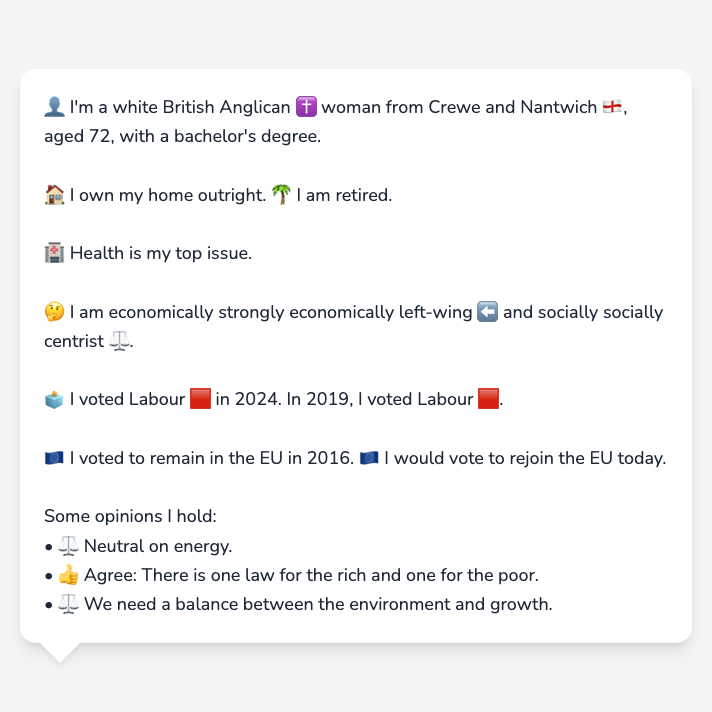 👤 I'm a white British Anglican ✝️ woman from Crewe and Nantwich 🏴󠁧󠁢󠁥󠁮󠁧󠁿,
aged 72, with a bachelor's degree.
🏠 I own my home outright. 🌴 I am retired.
🏥 Health is my top issue.
🤔 I am economically strongly economically left-wing ⬅️ and socially socially
centrist ⚖️.
🗳️ I voted Labour 🟥 in 2024. In 2019, I voted Labour 🟥.
🇪🇺 I voted to remain in the EU in 2016. 🇪🇺 I would vote to rejoin the EU today.
Some opinions I hold:
• ⚖️ Neutral on energy.
• 👍 Agree: There is one law for the rich and one for the poor.
• ⚖️ We need a balance between the environment and growth.